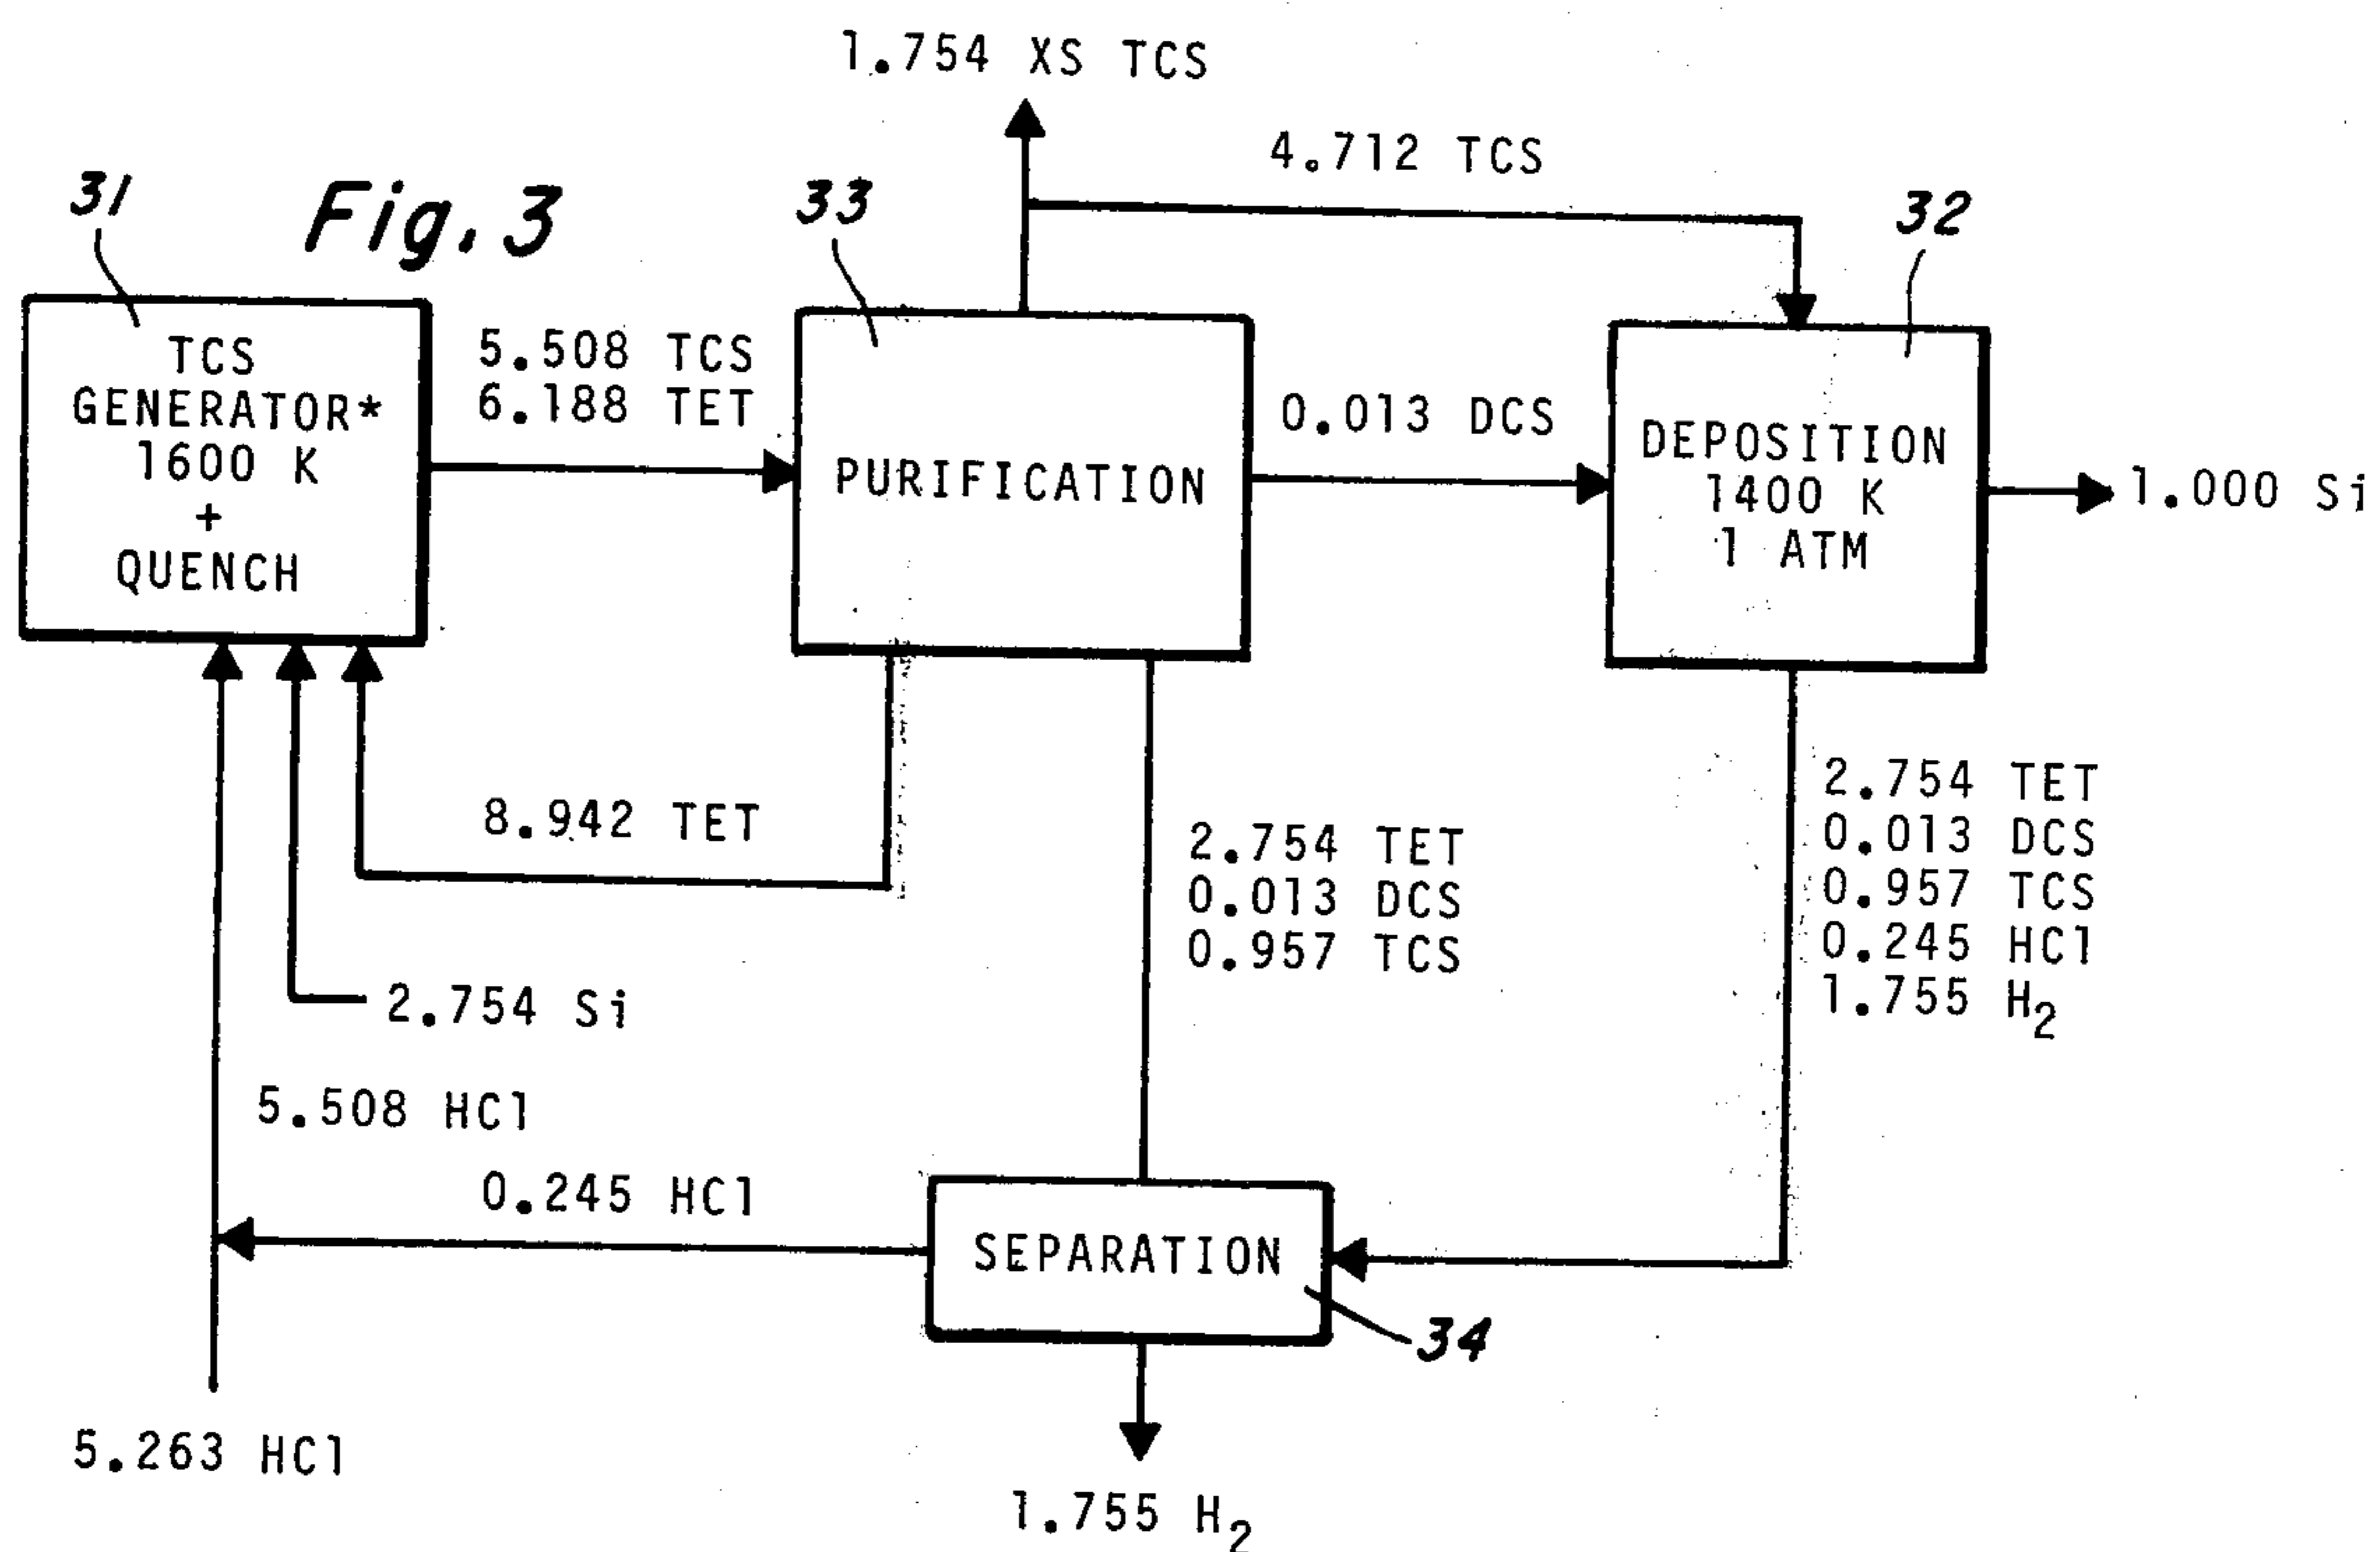 1.754 XS TCS
4.712 TCS
31
Fig. 3
33
32
TCS
GENERATOR*
1600 K
+
QUENCH
5.508 TCS
6.188 TET
PURIFICATION
0.013 DCS
DEPOSITION
1400 K
1 ATM
1.000 Si
8.942 TET
2.754 TET
0.013 DCS
0.957 TCS
2.754 TET
0.013 DCS
0.957 TCS
0.245 HCl
1.755 H2
2.754 Si
5.508 HCl
0.245 HCl
SEPARATION
34
5.263 HCl
1.755 H2